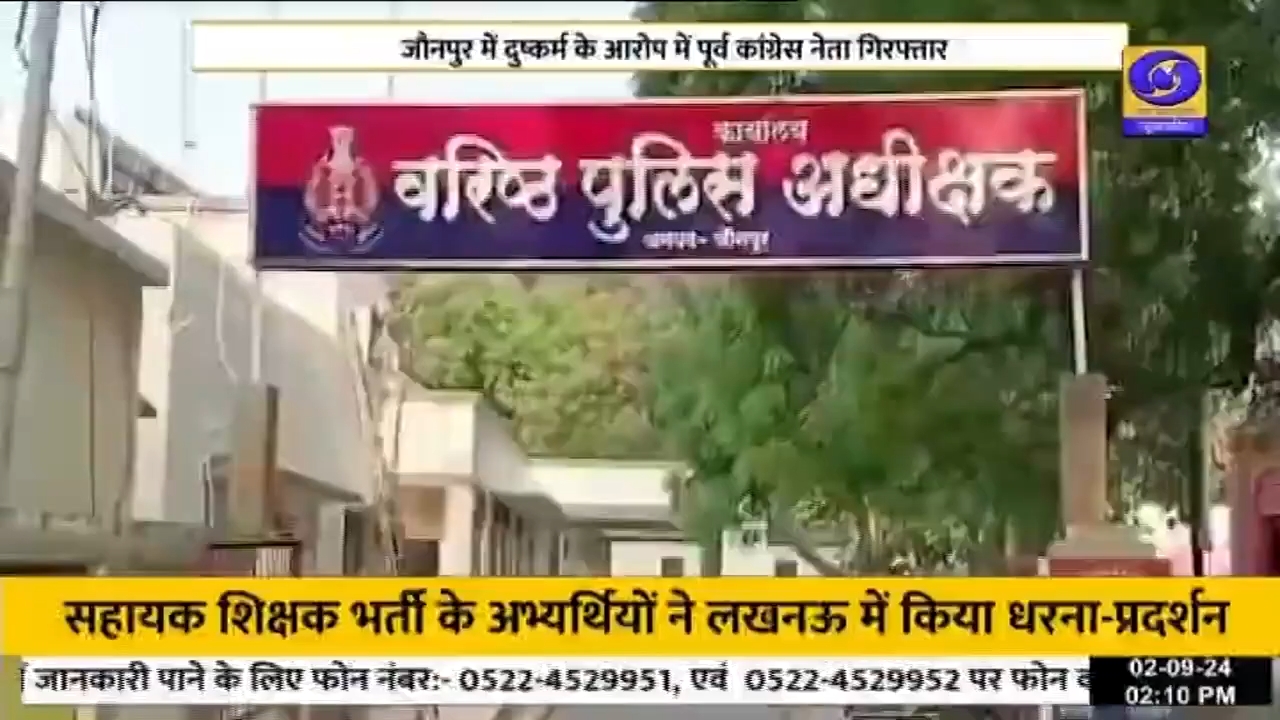 जौनपुर में दुष्कर्म के आरोप में पूर्व कांग्रेस नेता गिरफ्तार
कार्यालय
वरिष्ठ पुलिस अधीक्षक
जनपद- जौनपुर
सहायक शिक्षक भर्ती के अभ्यर्थियों ने लखनऊ में किया धरना-प्रदर्शन
जानकारी पाने के लिए फोन नंबर:- 0522-4529951, एवं 0522-4529952 पर फोन
02-09-24
02:10 PM